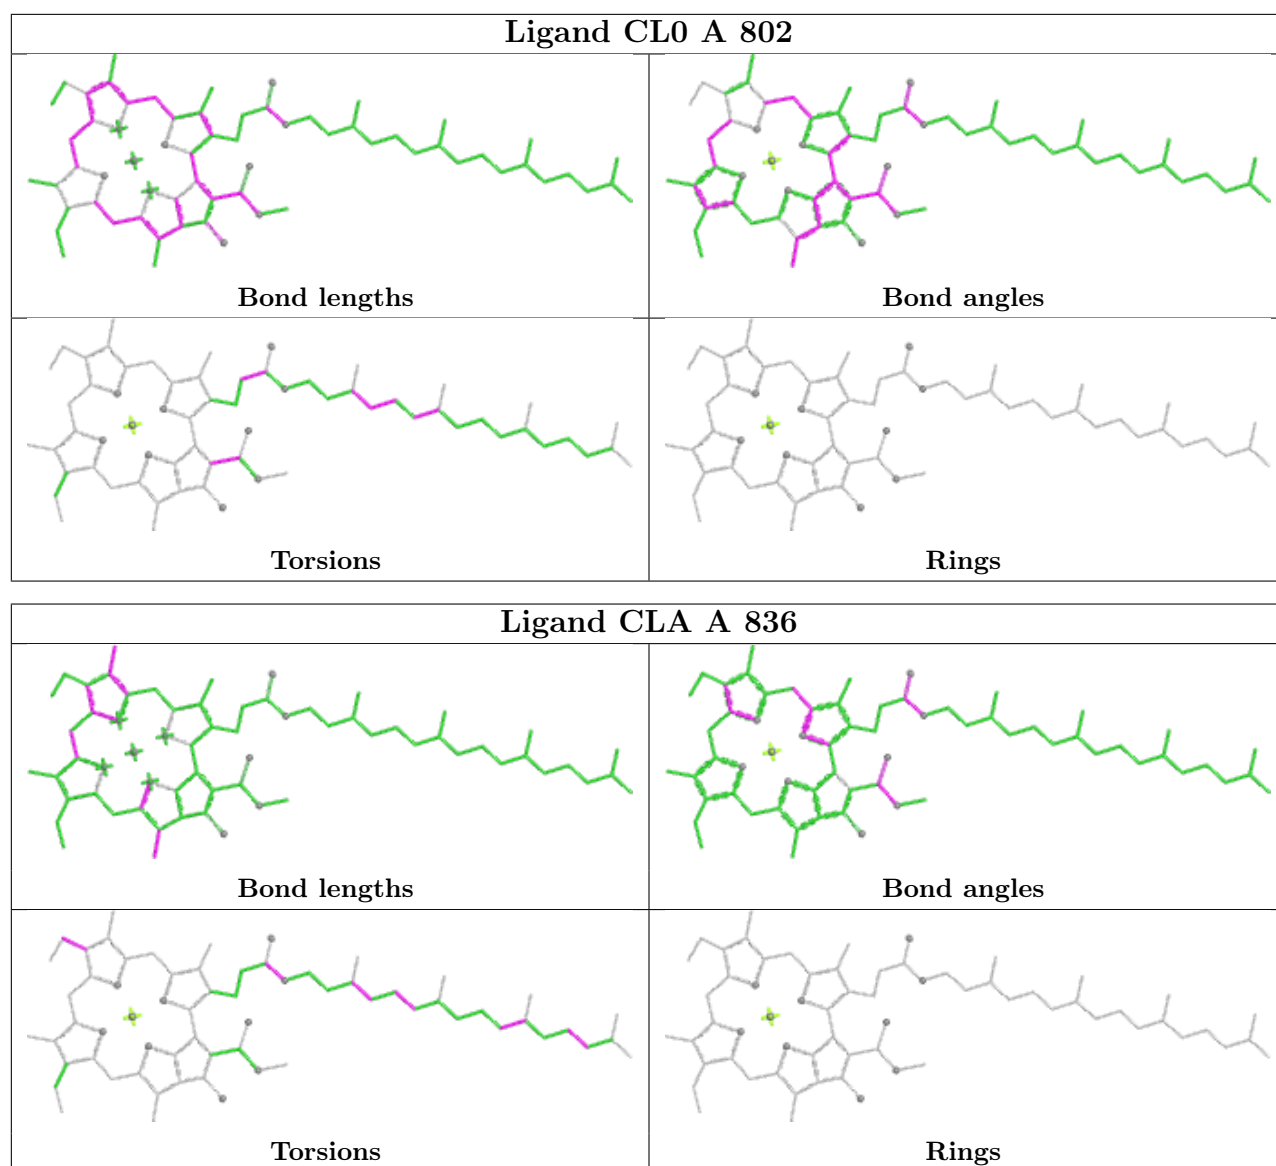 Ligand CL0 A 802
Bond lengths
Bond angles
Torsions
Rings
Ligand CLA A 836
Bond lengths
Bond angles
Torsions
Rings